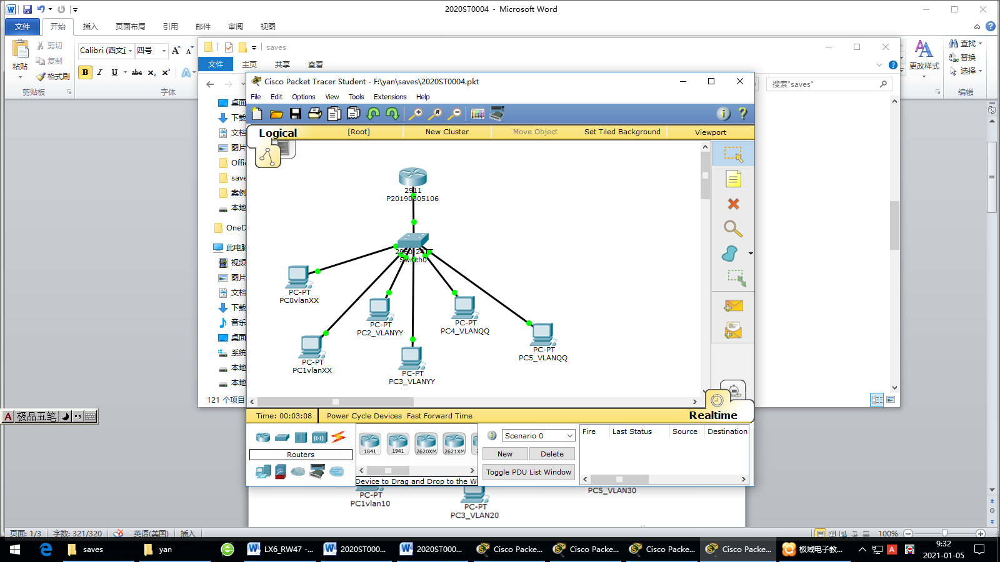 2020ST0004 - Microsoft Word
文件 开始 插入 页面布局 引用 邮件 审阅 视图
剪切
复制
格式刷
粘贴
剪贴板
Calibri (西文正 四号
B I U abc X₂ X²
字体
更改样式
查找
替换
选择
编辑
saves
文件 主页 共享 查看
搜索"saves"
桌面
下载
文档
图片
Offic
save
案例
本地
OneD
此电脑
视频
图片
文档
下载
音乐
桌面
系统
本地
本地
121 个项目
Cisco Packet Tracer Student - F:\yan\saves\2020ST0004.pkt
File Edit Options View Tools Extensions Help
Logical [Root] New Cluster Move Object Set Tiled Background Viewport
2911
P20190305106
2960-24TT
Switch0
PC-PT
PC0vlanXX
PC-PT
PC1vlanXX
PC-PT
PC2_VLANYY
PC-PT
PC3_VLANYY
PC-PT
PC4_VLANQQ
PC-PT
PC5_VLANQQ
Time: 00:03:08 Power Cycle Devices Fast Forward Time Realtime
Routers
1841 1941 2620XM 2621XM
Device to Drag and Drop to the W
Scenario 0
New Delete
Toggle PDU List Window
Fire Last Status Source Destination
PC-PT
PC1vlan10
PC-PT
PC3_VLAN20
PC5_VLAN30
A 极品五笔
页面: 1/3 字数: 321/320 英语(美国) 插入 100%
saves yan LX6_RW47 -... 2020ST000... 2020ST000... Cisco Packe... Cisco Packe... Cisco Packe... Cisco Packe... 极域电子教...
A
9:32
2021-01-05